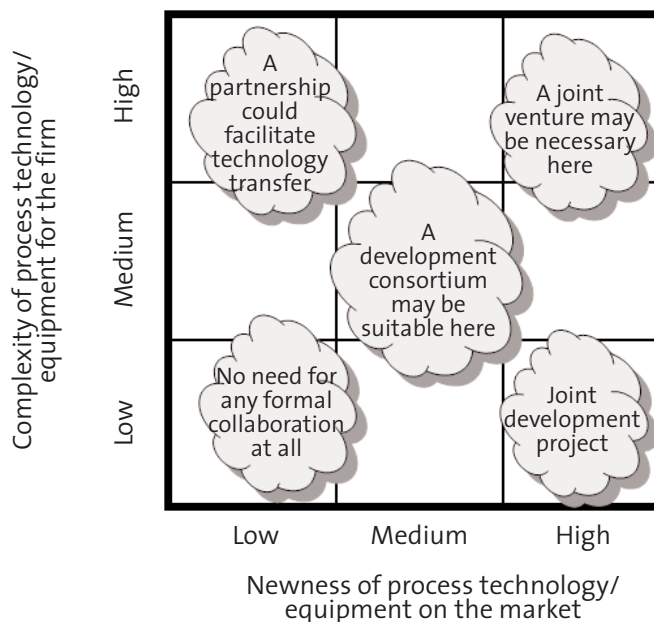 Complexity of process technology/
equipment for the firm
High
Medium
Low
A
partnership
could
facilitate
technology
transfer
A joint
venture may
be necessary
here
A
development
consortium
may be
suitable here
No need for
any formal
collaboration
at all
Joint
development
project
Low
Medium
High
Newness of process technology/
equipment on the market